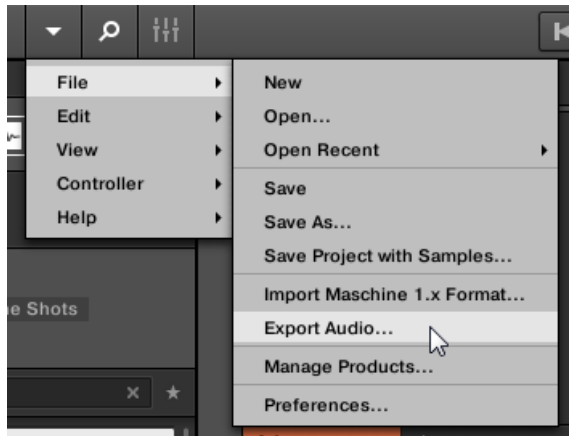 File
Edit
View
Controller
Help
New
Open...
Open Recent
Save
Save As...
Save Project with Samples...
Import Maschine 1.x Format...
Export Audio...
Manage Products...
Preferences...
Shots